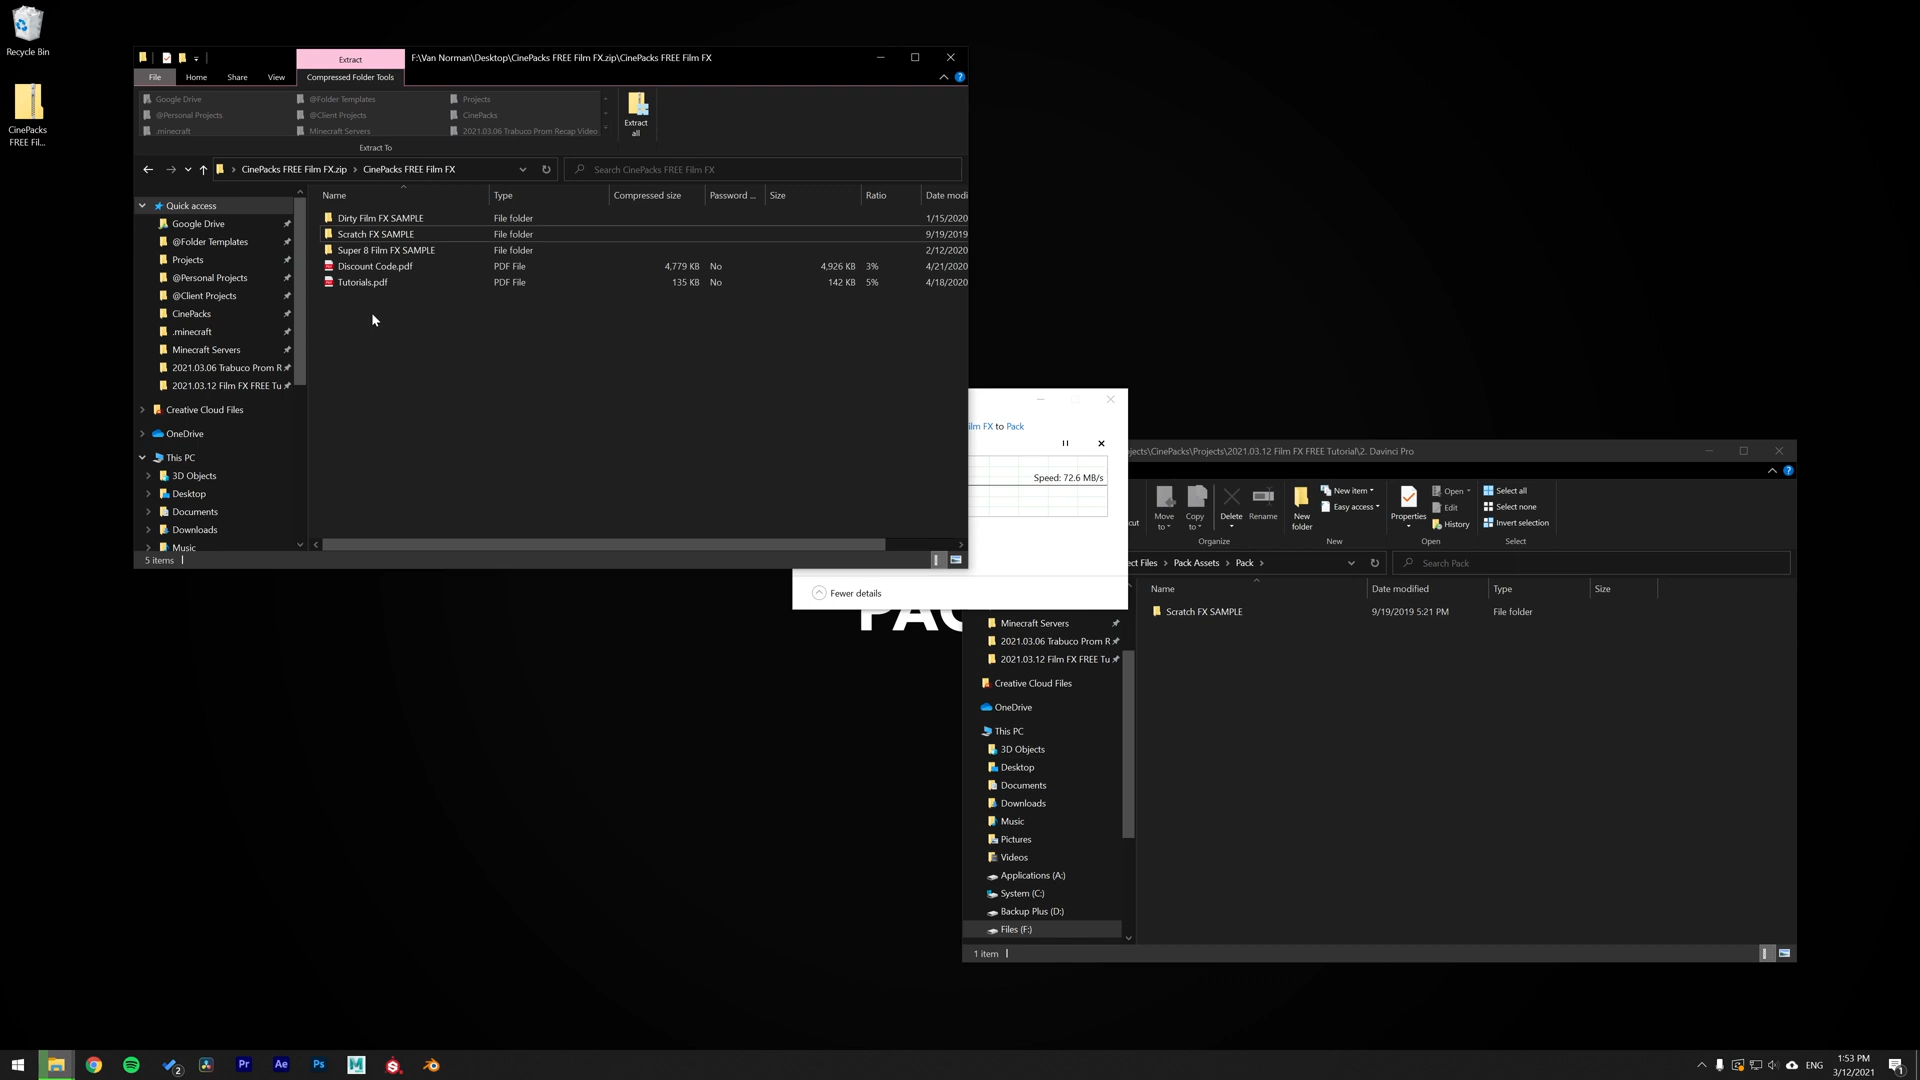 Recycle Bin
CinePacks
FREE Fil...
Extract
F:\Van Norman\Desktop\CinePacks FREE Film FX.zip\CinePacks FREE Film FX
File
Home
Share
View
Compressed Folder Tools
Google Drive
@Folder Templates
Projects
@Personal Projects
@Client Projects
CinePacks
.minecraft
Minecraft Servers
2021.03.06 Trabuco Prom Recap Video
Extract
all
Extract To
CinePacks FREE Film FX.zip
CinePacks FREE Film FX
Search CinePacks FREE Film FX
Name
Type
Compressed size
Password ...
Size
Ratio
Date modi
Dirty Film FX SAMPLE File folder 1/15/2020
Scratch FX SAMPLE File folder 9/19/2019
Super 8 Film FX SAMPLE File folder 2/12/2020
Discount Code.pdf PDF File 4,779 KB No 4,926 KB 3% 4/21/2020
Tutorials.pdf PDF File 135 KB No 142 KB 5% 4/18/2020
Quick access
Google Drive
@Folder Templates
Projects
@Personal Projects
@Client Projects
CinePacks
.minecraft
Minecraft Servers
2021.03.06 Trabuco Prom R
2021.03.12 Film FX FREE Tu
Creative Cloud Files
OneDrive
This PC
3D Objects
Desktop
Documents
Downloads
Music
5 items
ilm FX to Pack
Speed: 72.6 MB/s
Fewer details
PAC
jects\CinePacks\Projects\2021.03.12 Film FX FREE Tutorial\2. Davinci Pro
cut
Move
to
Copy
to
Delete
Rename
New
folder
New item
Easy access
Properties
Open
Edit
History
Select all
Select none
Invert selection
Organize
New
Open
Select
ect Files
Pack Assets
Pack
Search Pack
Name
Date modified
Type
Size
Scratch FX SAMPLE 9/19/2019 5:21 PM File folder
Minecraft Servers
2021.03.06 Trabuco Prom R
2021.03.12 Film FX FREE Tu
Creative Cloud Files
OneDrive
This PC
3D Objects
Desktop
Documents
Downloads
Music
Pictures
Videos
Applications (A:)
System (C:)
Backup Plus (D:)
Files (F:)
1 item
2
Pr
Ae
Ps
M
S
ENG
1:53 PM
3/12/2021
1